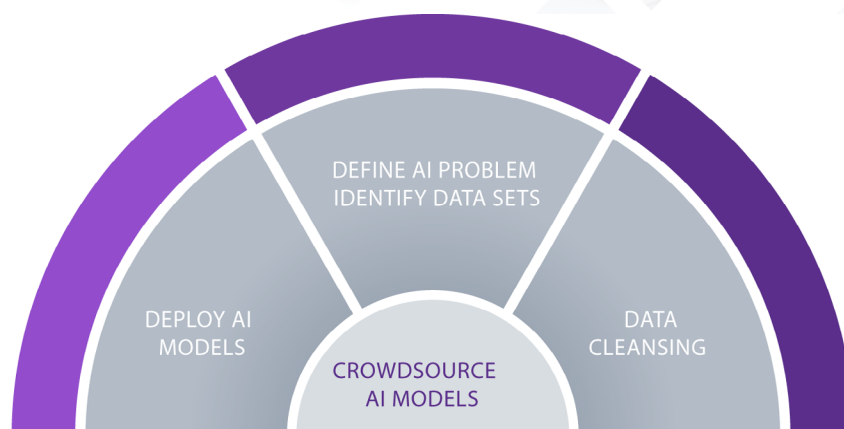 DEFINE AI PROBLEM
IDENTIFY DATA SETS
DEPLOY AI
MODELS
DATA
CLEANSING
CROWDSOURCE
AI MODELS